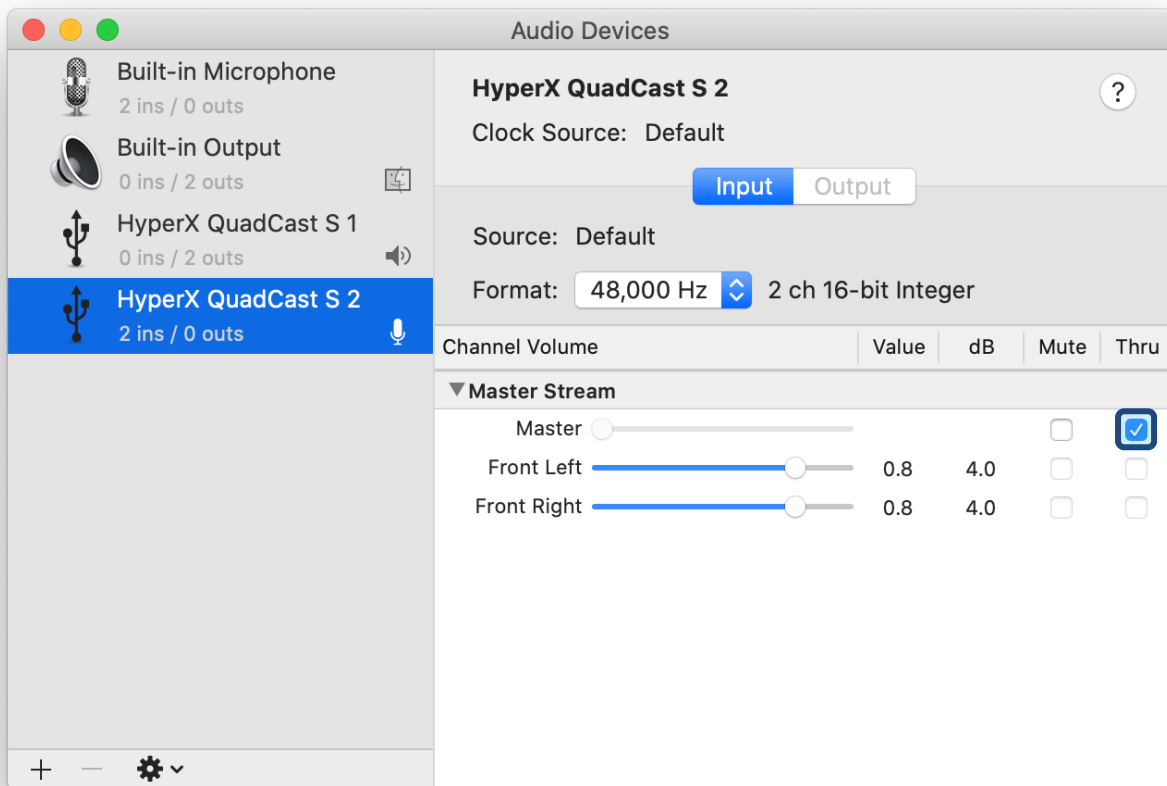 Audio Devices
Built-in Microphone
2 ins / 0 outs
Built-in Output
0 ins / 2 outs
HyperX QuadCast S 1
0 ins / 2 outs
HyperX QuadCast S 2
2 ins / 0 outs
HyperX QuadCast S 2
?
Clock Source: Default
Input Output
Source: Default
Format: 48,000 Hz 2 ch 16-bit Integer
Channel Volume Value dB Mute Thru
Master Stream
Master
Front Left 0.8 4.0
Front Right 0.8 4.0